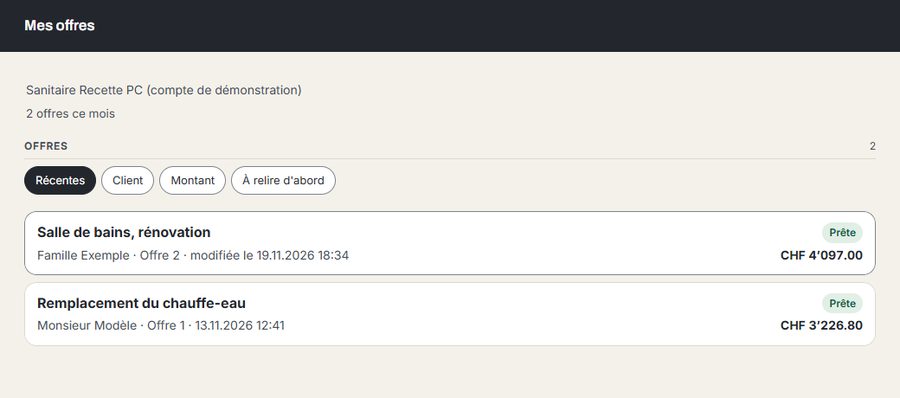 Mes offres
Sanitaire Recette PC (compte de démonstration)
2 offres ce mois
OFFRES 2
Récentes Client Montant À relire d'abord
Salle de bains, rénovation Prête
Famille Exemple · Offre 2 · modifiée le 19.11.2026 18:34 CHF 4’097.00
Remplacement du chauffe-eau Prête
Monsieur Modèle · Offre 1 · 13.11.2026 12:41 CHF 3’226.80